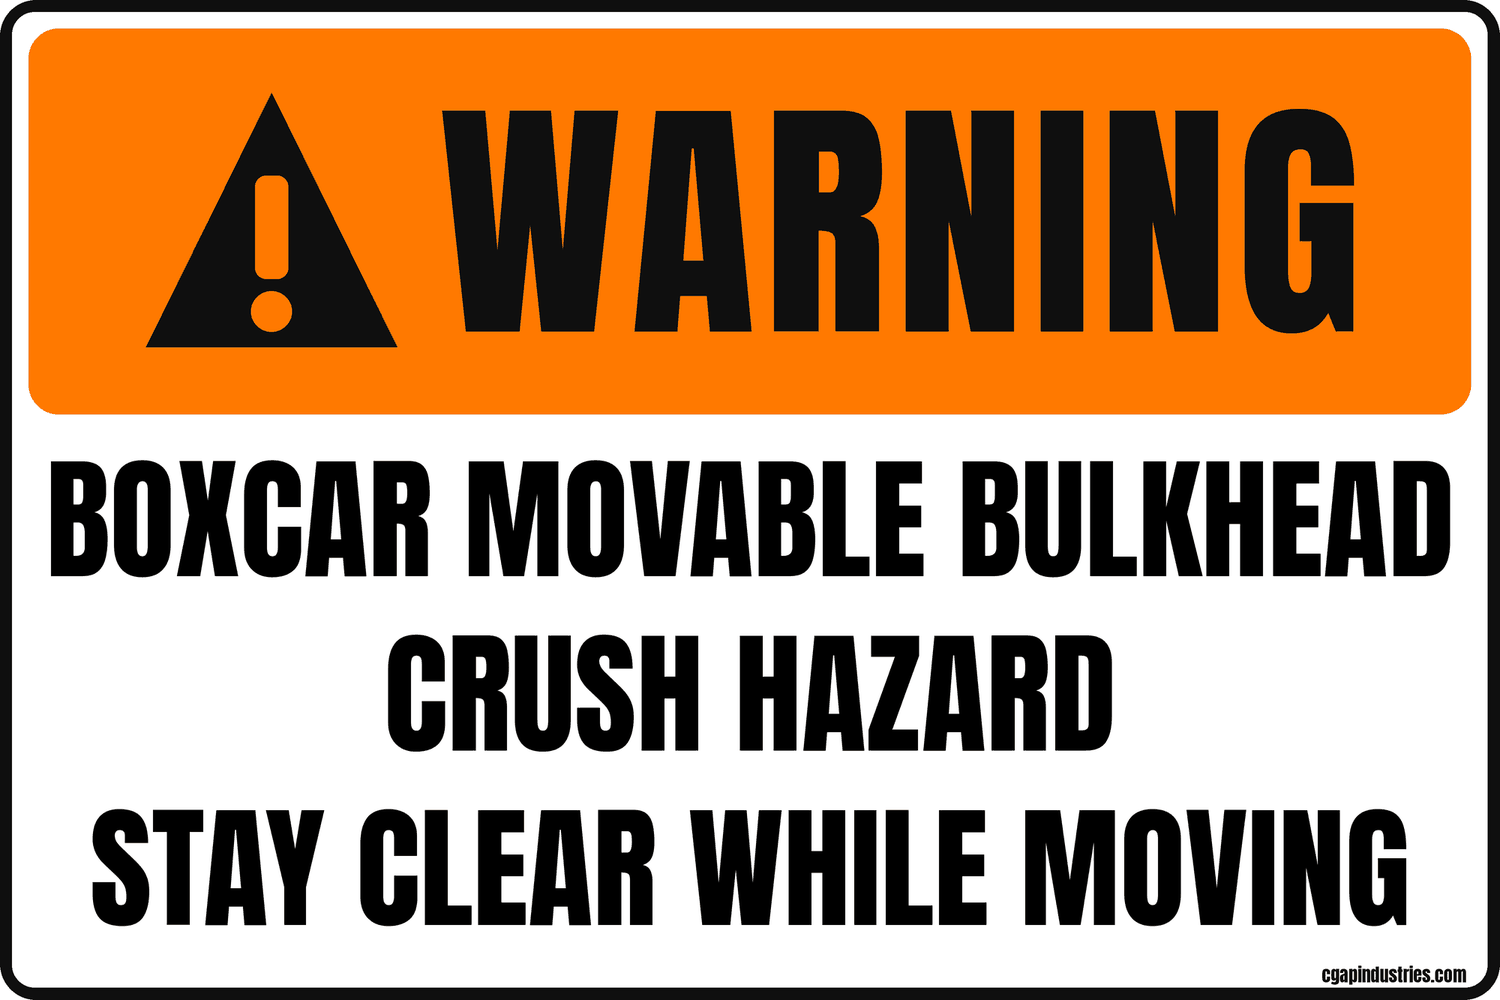 WARNING
BOXCAR MOVABLE BULKHEAD
CRUSH HAZARD
STAY CLEAR WHILE MOVING
cgapindustries.com